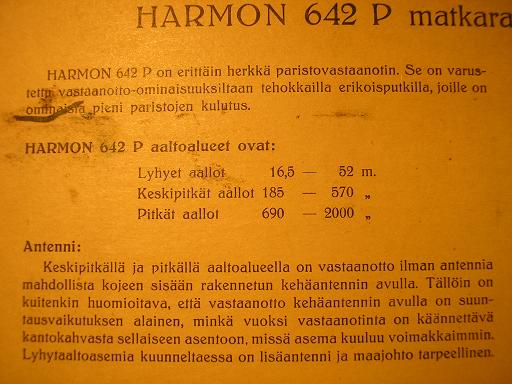 HARMON 642 P matkara
HARMON 642 P on erittäin herkkä paristovastaanotin. Se on varus-
tettu vastaanotto-ominaisuuksiltaan tehokkailla erikoisputkilla, joille on
ominaista pieni paristojen kulutus.
HARMON 642 P aaltoalueet ovat:
Lyhyet aallot 16,5 — 52 m.
Keskipitkät aallot 185 — 570 „
Pitkät aallot 690 — 2000 „
Antenni:
Keskipitkällä ja pitkällä aaltoalueella on vastaanotto ilman antennia
mahdollista kojeen sisään rakennetun kehäantennin avulla. Tällöin on
kuitenkin huomioitava, että vastaanotto kehäantennin avulla on suun-
tausvaikutuksen alainen, minkä vuoksi vastaanotinta on käännettävä
kantokahvasta sellaiseen asentoon, missä asema kuuluu voimakkaimmin.
Lyhytaaltoasemia kuunneltaessa on lisäantenni ja maajohto tarpeellinen.